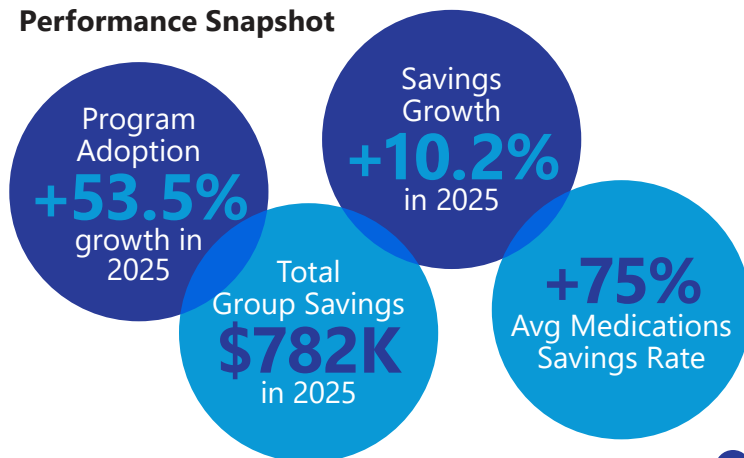 Performance Snapshot
Program
Adoption
+53.5%
growth in
2025
Savings
Growth
+10.2%
in 2025
Total
Group Savings
$782K
in 2025
+75%
Avg Medications
Savings Rate